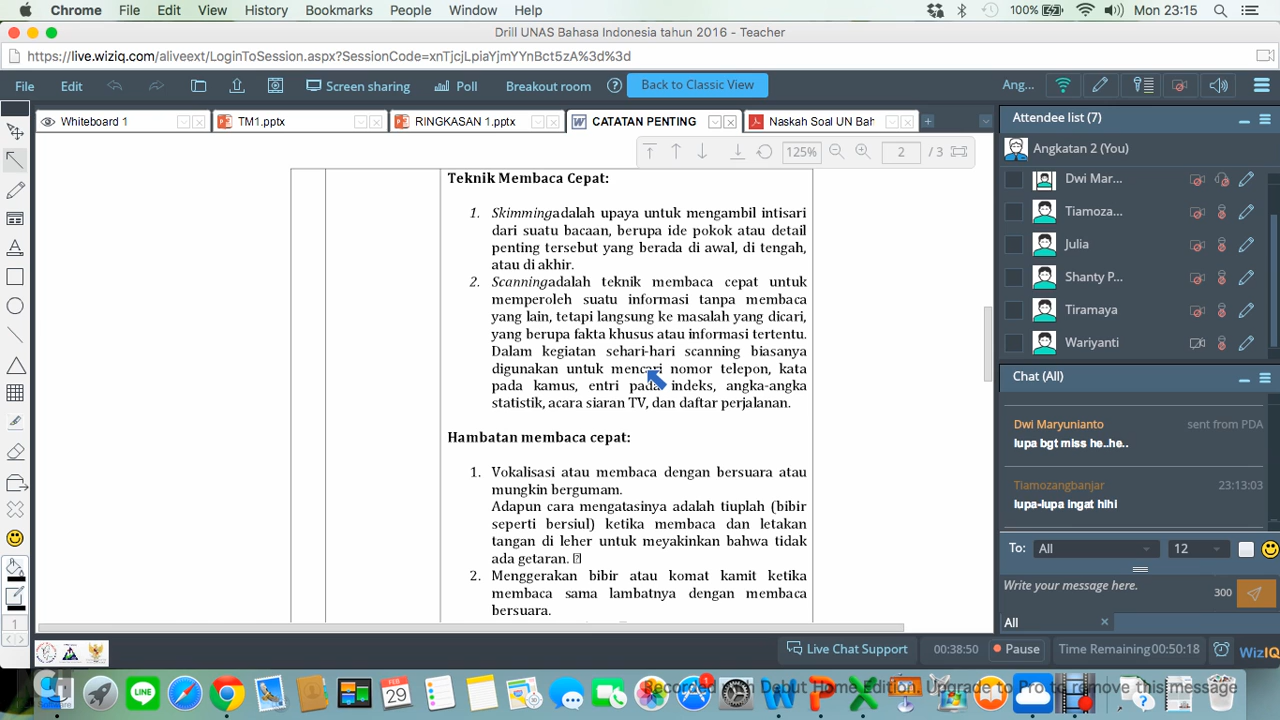 Chrome File Edit View History Bookmarks People Window Help 100% Mon 23:15
Drill UNAS Bahasa Indonesia tahun 2016 - Teacher
https://live.wiziq.com/aliveext/LoginToSession.aspx?SessionCode=xnTjcjLpiaYjmYYnBct5zA%3d%3d
File Edit Screen sharing Poll Breakout room Back to Classic View Ang...
Whiteboard 1 TM1.pptx RINGKASAN 1.pptx CATATAN PENTING Naskah Soal UN Bah
125% 2 / 3
Teknik Membaca Cepat:
1. Skimmingadalah upaya untuk mengambil intisari
dari suatu bacaan, berupa ide pokok atau detail
penting tersebut yang berada di awal, di tengah,
atau di akhir.
2. Scanningadalah teknik membaca cepat untuk
memperoleh suatu informasi tanpa membaca
yang lain, tetapi langsung ke masalah yang dicari,
yang berupa fakta khusus atau informasi tertentu.
Dalam kegiatan sehari-hari scanning biasanya
digunakan untuk mencari nomor telepon, kata
pada kamus, entri pada indeks, angka-angka
statistik, acara siaran TV, dan daftar perjalanan.
Hambatan membaca cepat:
1. Vokalisasi atau membaca dengan bersuara atau
mungkin bergumam.
Adapun cara mengatasinya adalah tiuplah (bibir
seperti bersiul) ketika membaca dan letakan
tangan di leher untuk meyakinkan bahwa tidak
ada getaran.
2. Menggerakan bibir atau komat kamit ketika
membaca sama lambatnya dengan membaca
bersuara.
Attendee list (7)
Angkatan 2 (You)
Dwi Mar...
Tiamoza...
Julia
Shanty P...
Tiramaya
Wariyanti
Chat (All)
Dwi Maryunianto sent from PDA
lupa bgt miss he..he..
Tiamozangbanjar 23:13:03
lupa-lupa ingat hihi
To: All 12
Write your message here. 300
All
1
Live Chat Support 00:38:50 Pause Time Remaining 00:50:18 WizIQ
LINE FEB 29
Recorded with Debut Home Edition. Upgrade to Pro to remove this message